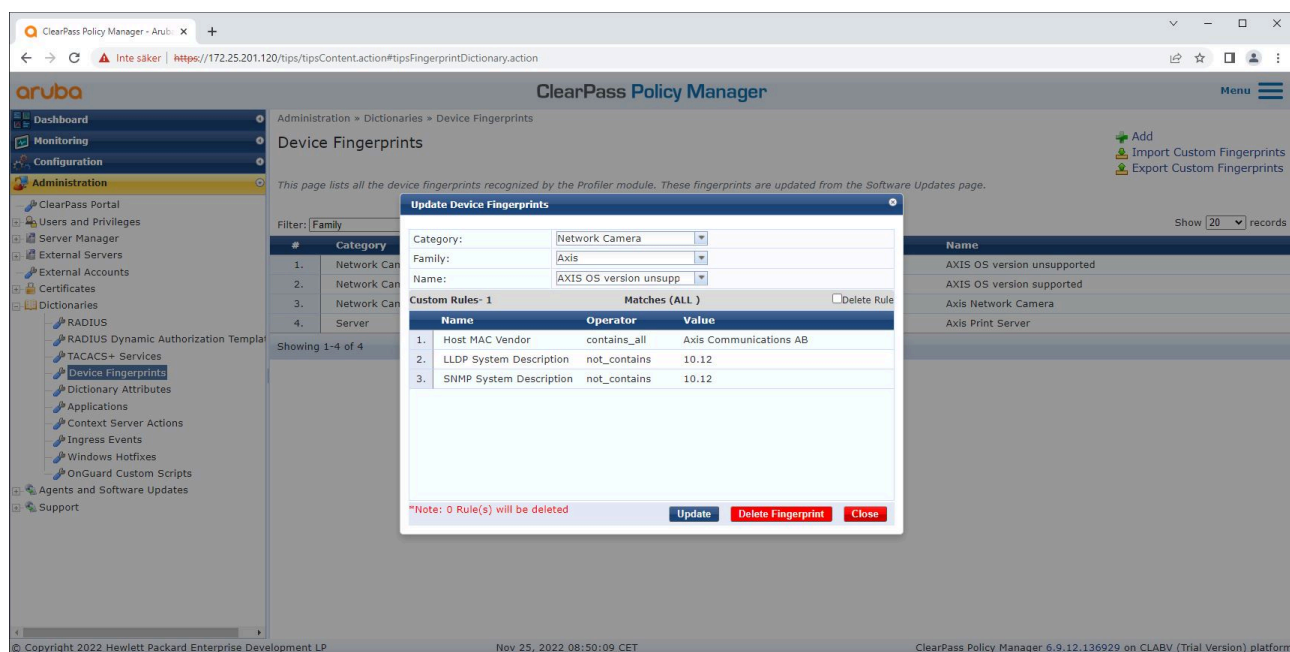 ClearPass Policy Manager - Arub
Inte säker | https://172.25.201.120/tips/tipsContent.action#tipsFingerprintDictionary.action
aruba
ClearPass Policy Manager
Menu
Dashboard
Monitoring
Configuration
Administration
ClearPass Portal
Users and Privileges
Server Manager
External Servers
External Accounts
Certificates
Dictionaries
RADIUS
RADIUS Dynamic Authorization Templat
TACACS+ Services
Device Fingerprints
Dictionary Attributes
Applications
Context Server Actions
Ingress Events
Windows Hotfixes
OnGuard Custom Scripts
Agents and Software Updates
Support
Administration » Dictionaries » Device Fingerprints
Device Fingerprints
Add
Import Custom Fingerprints
Export Custom Fingerprints
This page lists all the device fingerprints recognized by the Profiler module. These fingerprints are updated from the Software Updates page.
Filter: Family
Show 20 records
# Category Name
1. Network Can AXIS OS version unsupported
2. Network Can AXIS OS version supported
3. Network Can Axis Network Camera
4. Server Axis Print Server
Showing 1-4 of 4
Update Device Fingerprints
Category: Network Camera
Family: Axis
Name: AXIS OS version unsupp
Custom Rules- 1 Matches (ALL ) Delete Rule
Name Operator Value
1. Host MAC Vendor contains_all Axis Communications AB
2. LLDP System Description not_contains 10.12
3. SNMP System Description not_contains 10.12
*Note: 0 Rule(s) will be deleted
Update Delete Fingerprint Close
© Copyright 2022 Hewlett Packard Enterprise Development LP Nov 25, 2022 08:50:09 CET ClearPass Policy Manager 6.9.12.136929 on CLABV (Trial Version) platform